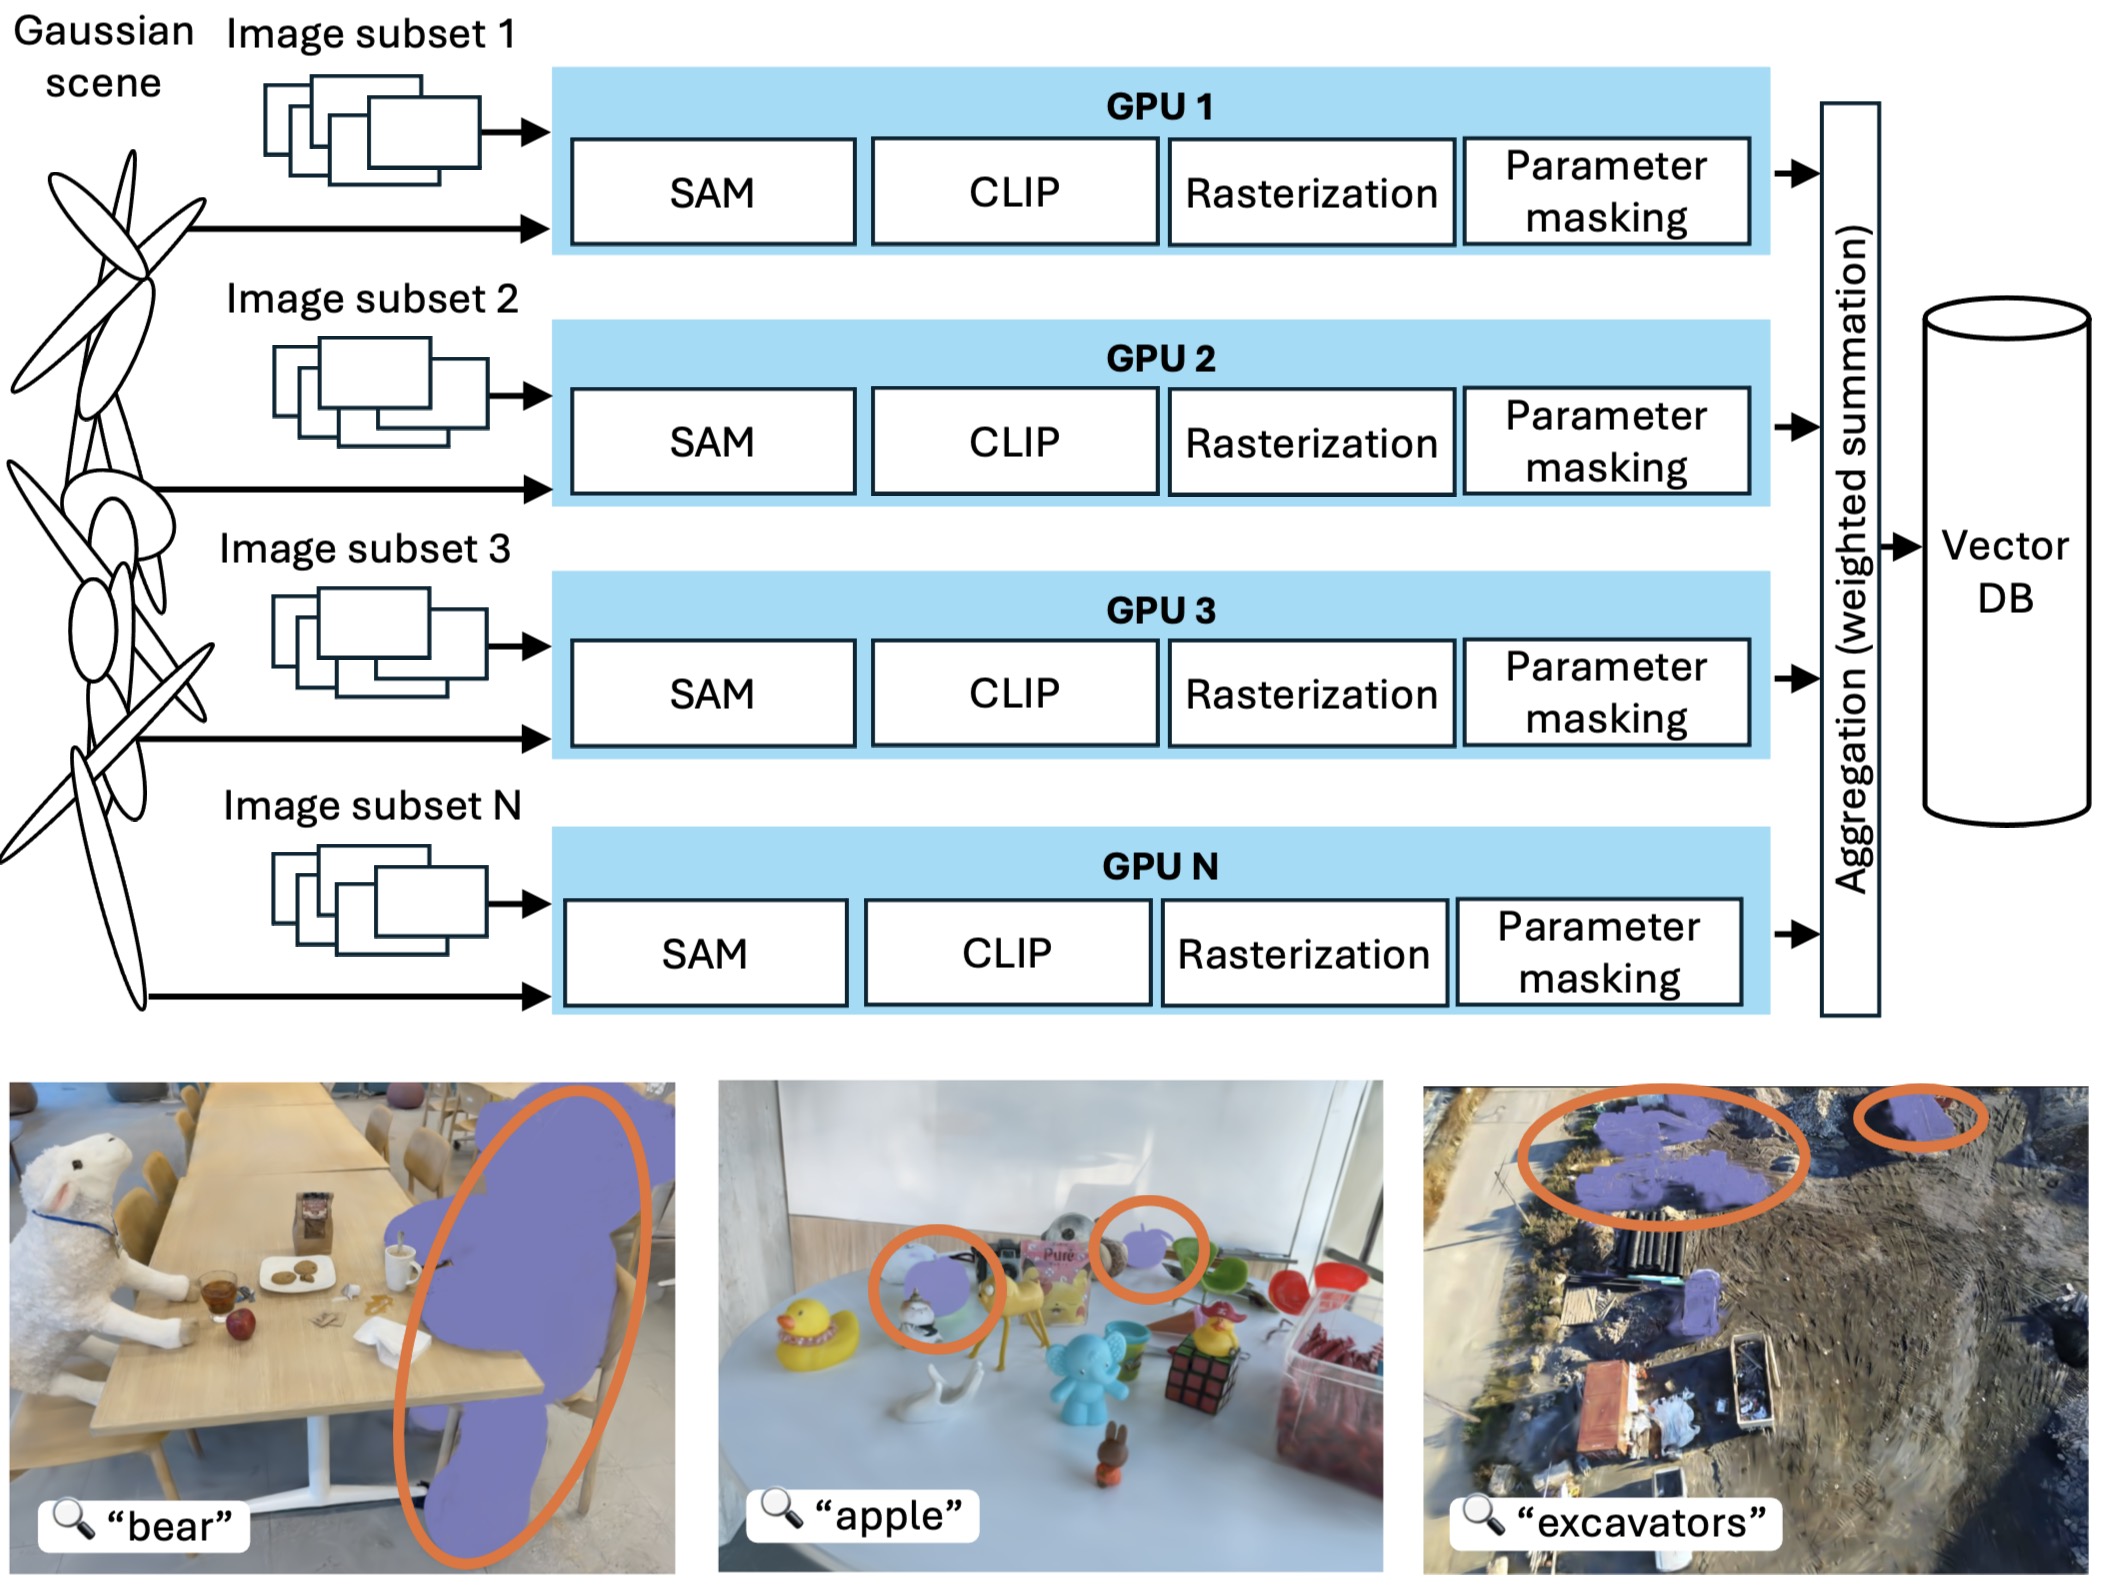 Gaussian
scene
Image subset 1
GPU 1
SAM
CLIP
Rasterization
Parameter
masking
Image subset 2
GPU 2
SAM
CLIP
Rasterization
Parameter
masking
Image subset 3
GPU 3
SAM
CLIP
Rasterization
Parameter
masking
Image subset N
GPU N
SAM
CLIP
Rasterization
Parameter
masking
Aggregation (weighted summation)
Vector
DB
“bear”
Puré
“apple”
“excavators”